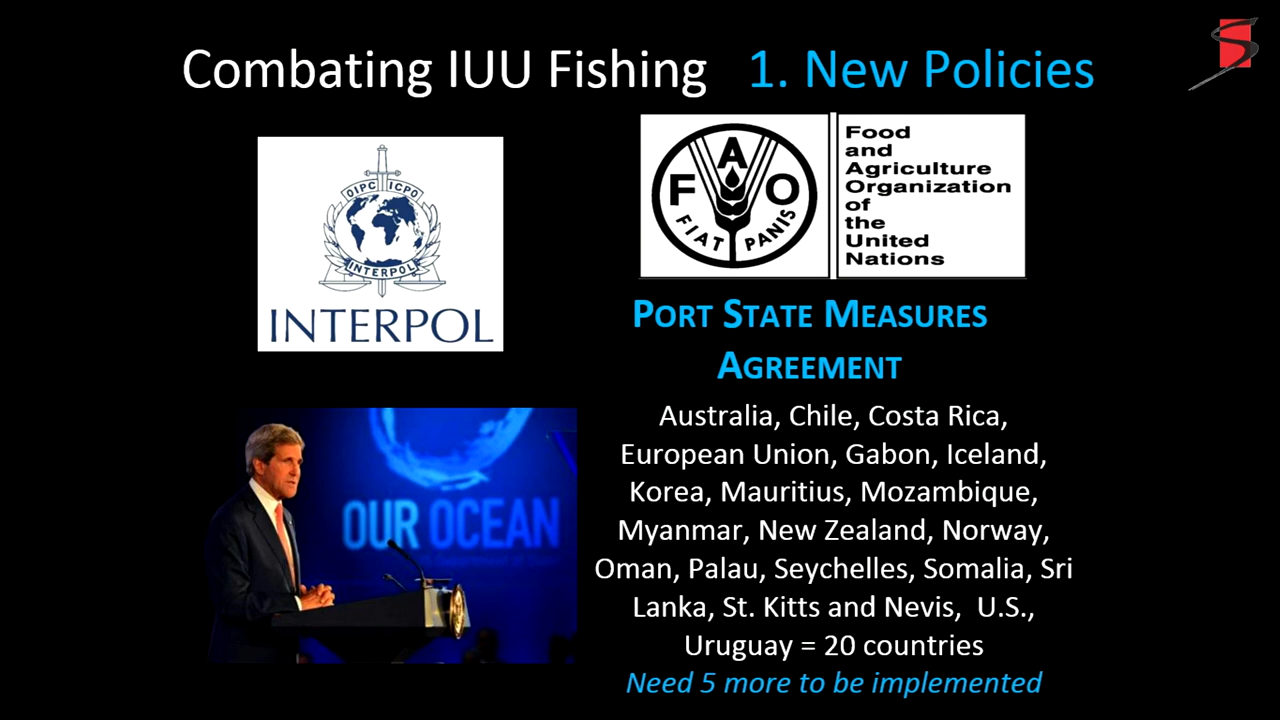 Combating IUU Fishing 1. New Policies
OIPC ICPO
INTERPOL
INTERPOL
F A O
FIAT PANIS
Food
and
Agriculture
Organization
of
the
United
Nations
PORT STATE MEASURES
AGREEMENT
Australia, Chile, Costa Rica,
European Union, Gabon, Iceland,
Korea, Mauritius, Mozambique,
Myanmar, New Zealand, Norway,
Oman, Palau, Seychelles, Somalia, Sri
Lanka, St. Kitts and Nevis, U.S.,
Uruguay = 20 countries
Need 5 more to be implemented
OUR OCEAN